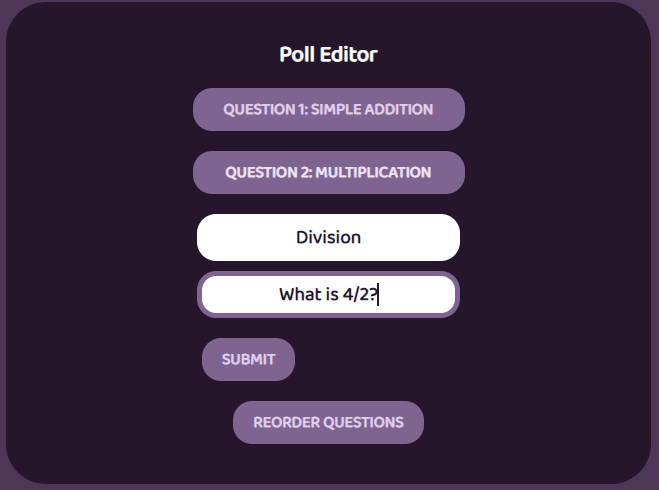 Poll Editor
QUESTION 1: SIMPLE ADDITION
QUESTION 2: MULTIPLICATION
Division
What is 4/2?
SUBMIT
REORDER QUESTIONS